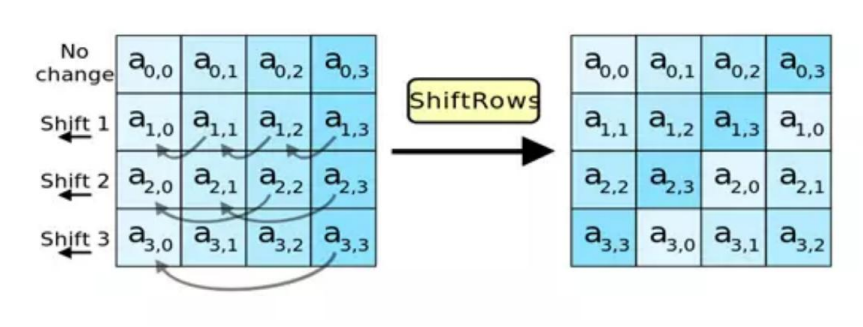 No change a0,0 a0,1 a0,2 a0,3
Shift 1 a1,0 a1,1 a1,2 a1,3
Shift 2 a2,0 a2,1 a2,2 a2,3
Shift 3 a3,0 a3,1 a3,2 a3,3
ShiftRows
a0,0 a0,1 a0,2 a0,3
a1,1 a1,2 a1,3 a1,0
a2,2 a2,3 a2,0 a2,1
a3,3 a3,0 a3,1 a3,2